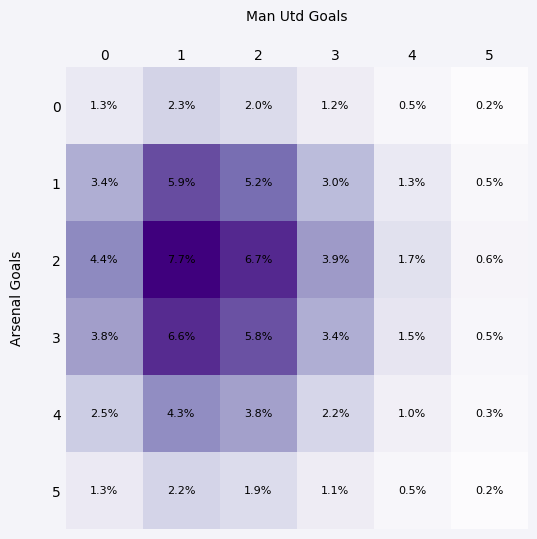 Man Utd Goals
0 1 2 3 4 5
0 1.3% 2.3% 2.0% 1.2% 0.5% 0.2%
1 3.4% 5.9% 5.2% 3.0% 1.3% 0.5%
2 4.4% 7.7% 6.7% 3.9% 1.7% 0.6%
3 3.8% 6.6% 5.8% 3.4% 1.5% 0.5%
4 2.5% 4.3% 3.8% 2.2% 1.0% 0.3%
5 1.3% 2.2% 1.9% 1.1% 0.5% 0.2%
Arsenal Goals